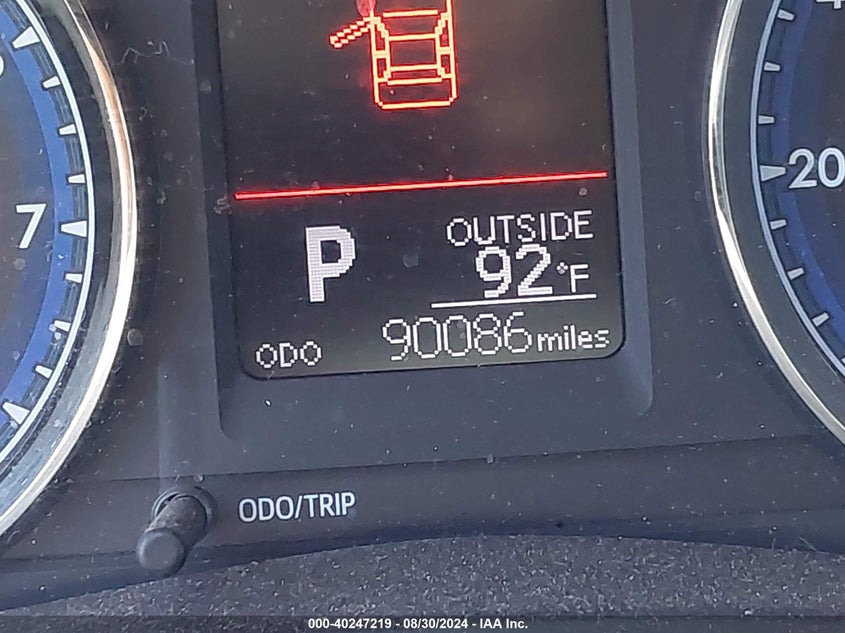 7
20
P
OUTSIDE
92°F
ODO 90086 miles
ODO/TRIP
000-40247219 - 08/30/2024 - IAA Inc.